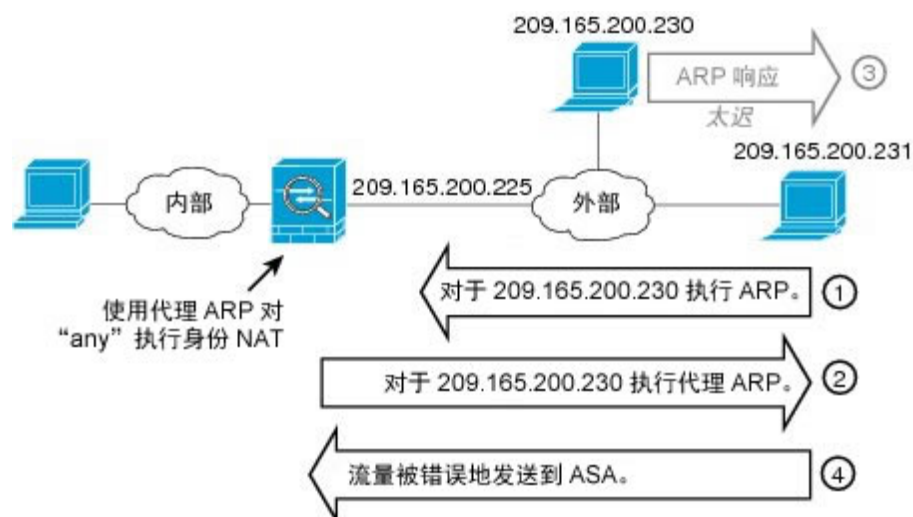 209.165.200.230
ARP 响应
③
太迟
209.165.200.231
内部
209.165.200.225
外部
使用代理 ARP 对
“any”执行身份 NAT
对于 209.165.200.230 执行 ARP。
①
对于 209.165.200.230 执行代理 ARP。
②
流量被错误地发送到 ASA。
④